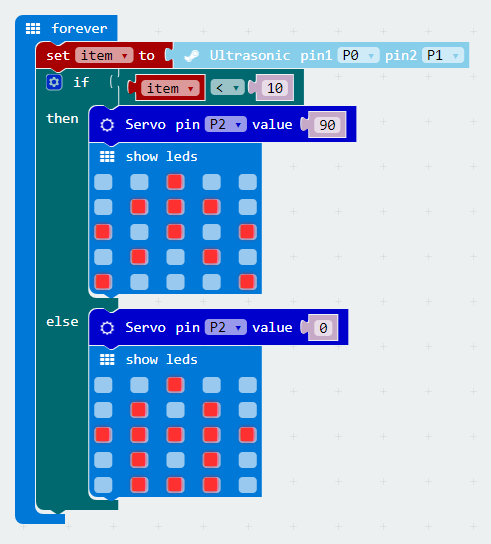 forever
set item to Ultrasonic pin1 P0 pin2 P1
if item < 10
then Servo pin P2 value 90
show leds
else Servo pin P2 value 0
show leds